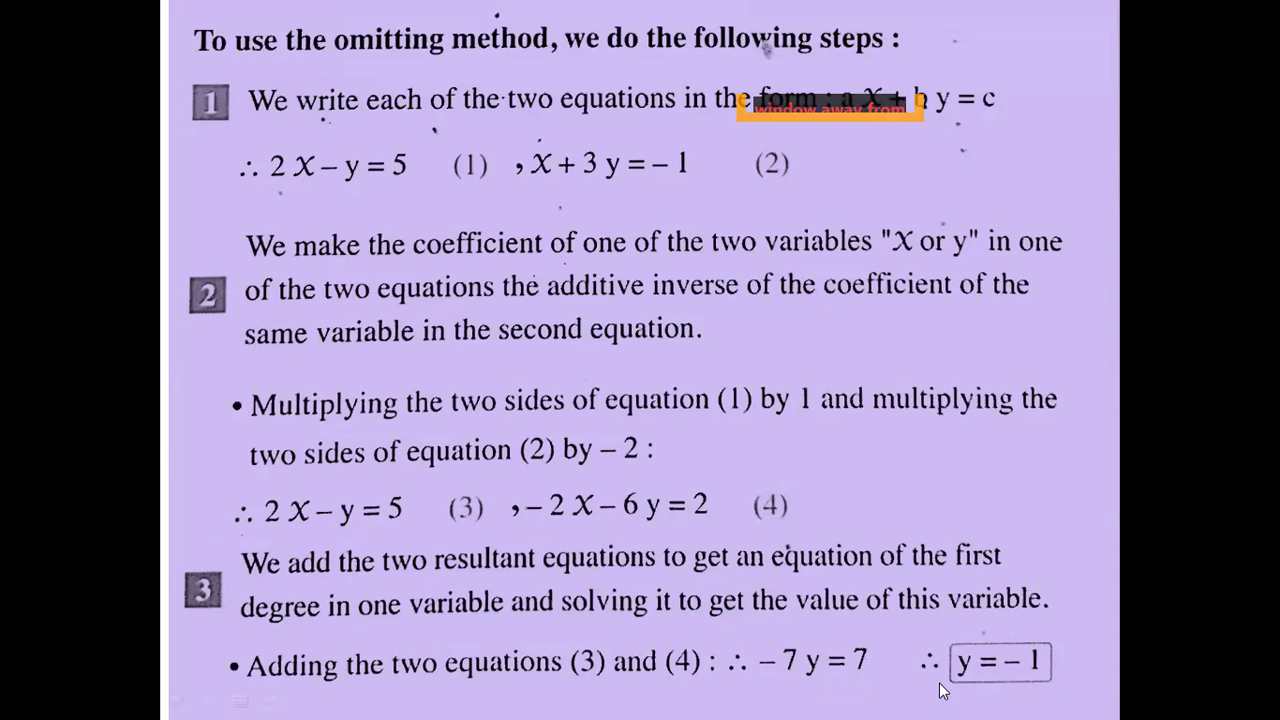 To use the omitting method, we do the following steps :
1 We write each of the two equations in the form : a X + b y = c
window away from
∴ 2 X – y = 5 (1) , X + 3 y = – 1 (2)
We make the coefficient of one of the two variables "X or y" in one
2 of the two equations the additive inverse of the coefficient of the
same variable in the second equation.
• Multiplying the two sides of equation (1) by 1 and multiplying the
two sides of equation (2) by – 2 :
∴ 2 X – y = 5 (3) , – 2 X – 6 y = 2 (4)
We add the two resultant equations to get an equation of the first
3 degree in one variable and solving it to get the value of this variable.
• Adding the two equations (3) and (4) : ∴ – 7 y = 7 ∴ y = – 1